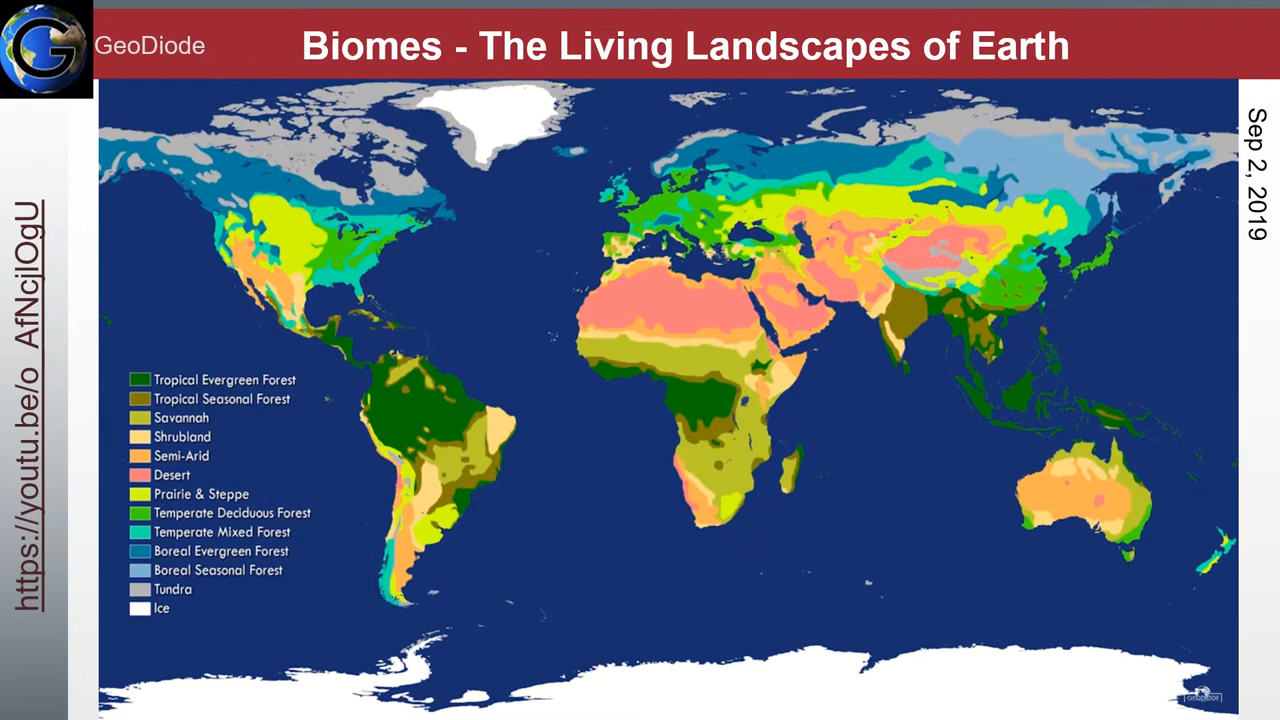 GeoDiode
Biomes - The Living Landscapes of Earth
https://youtu.be/o_AfNcjIOgU
Sep 2, 2019
Tropical Evergreen Forest
Tropical Seasonal Forest
Savannah
Shrubland
Semi-Arid
Desert
Prairie & Steppe
Temperate Deciduous Forest
Temperate Mixed Forest
Boreal Evergreen Forest
Boreal Seasonal Forest
Tundra
Ice
GEODIODE